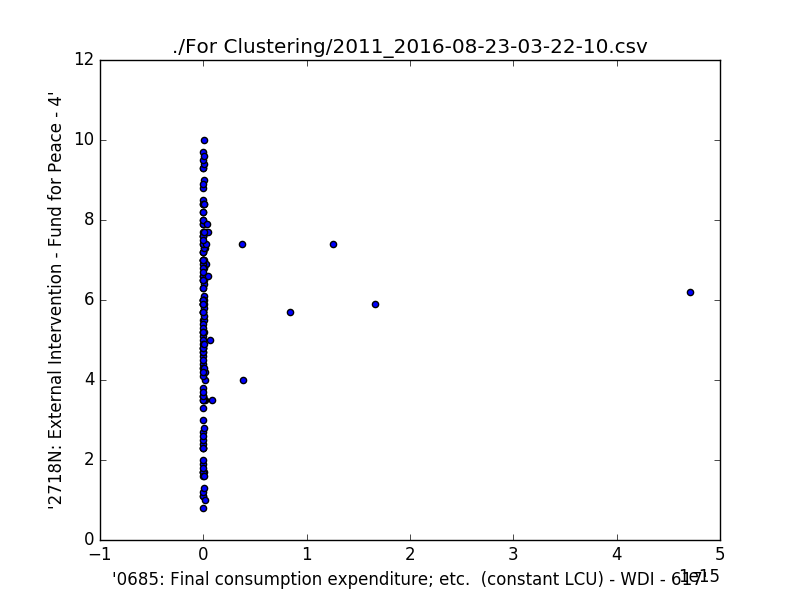 ./For Clustering/2011_2016-08-23-03-22-10.csv
12
10
8
6
4
2
0
'2718N: External Intervention - Fund for Peace - 4'
−1 0 1 2 3 4 5
1e15
'0685: Final consumption expenditure; etc.  (constant LCU) - WDI - 617'